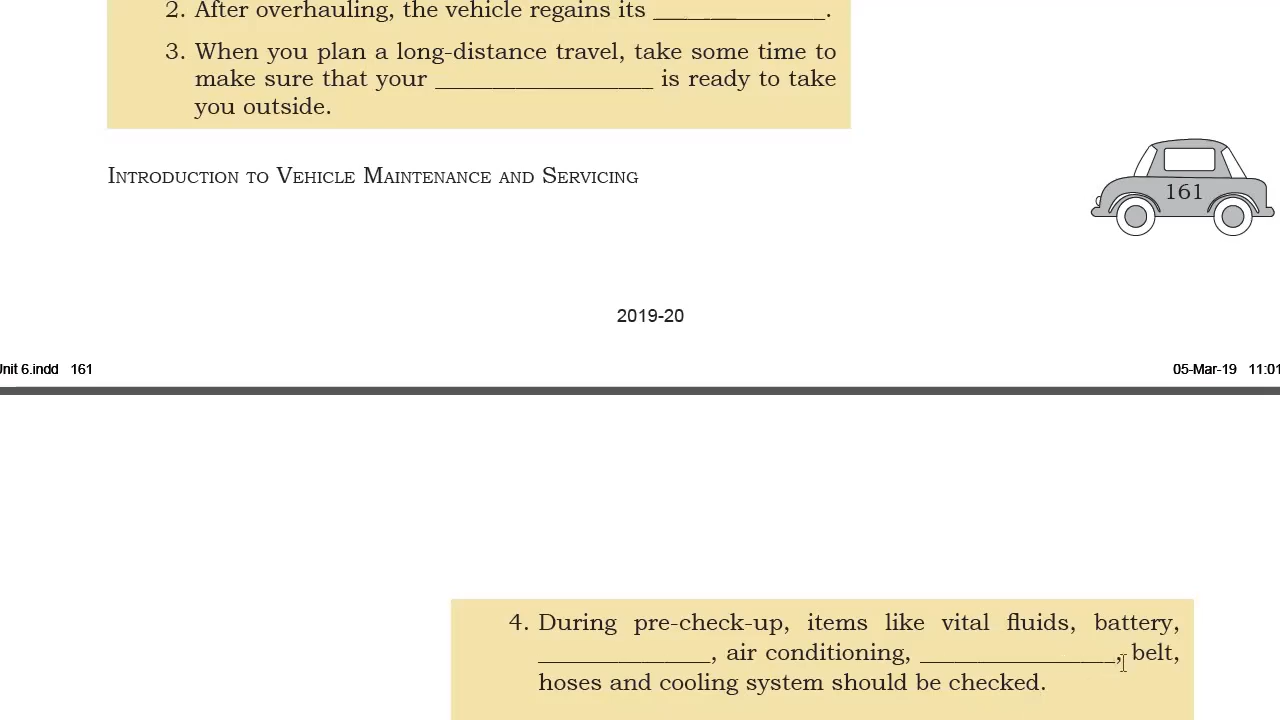 2. After overhauling, the vehicle regains its _______________.
3. When you plan a long-distance travel, take some time to
make sure that your ___________________ is ready to take
you outside.
INTRODUCTION TO VEHICLE MAINTENANCE AND SERVICING
161
2019-20
Unit 6.indd 161
05-Mar-19 11:01
4. During pre-check-up, items like vital fluids, battery,
_______________, air conditioning, _________________, belt,
hoses and cooling system should be checked.